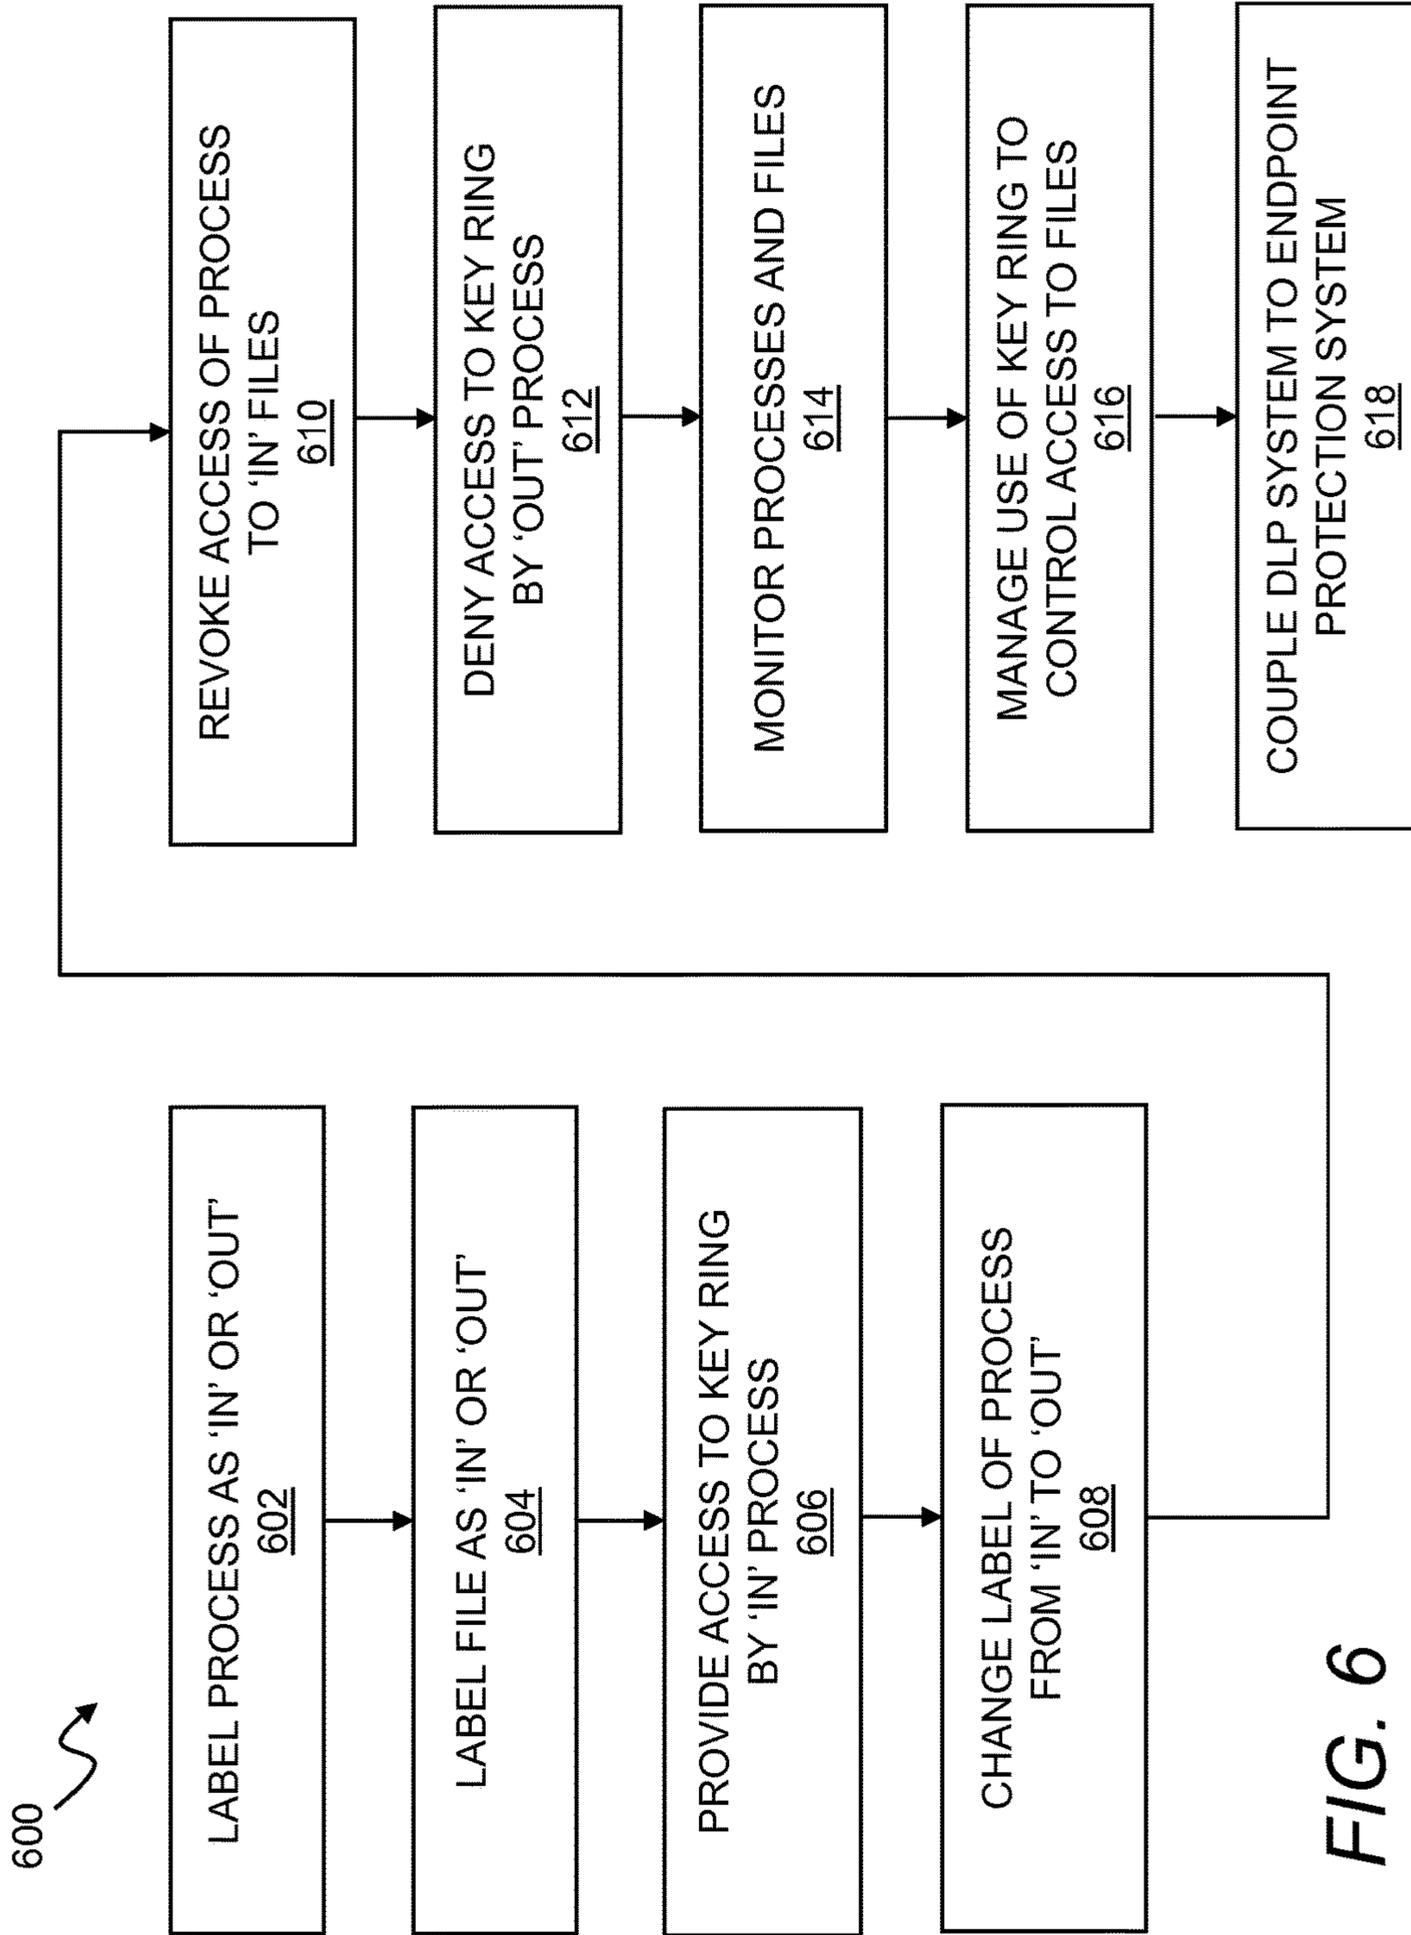 600
LABEL PROCESS AS ‘IN’ OR ‘OUT’
602
LABEL FILE AS ‘IN’ OR ‘OUT’
604
PROVIDE ACCESS TO KEY RING
BY ‘IN’ PROCESS
606
CHANGE LABEL OF PROCESS
FROM ‘IN’ TO ‘OUT’
608
REVOKE ACCESS OF PROCESS
TO ‘IN’ FILES
610
DENY ACCESS TO KEY RING
BY ‘OUT’ PROCESS
612
MONITOR PROCESSES AND FILES
614
MANAGE USE OF KEY RING TO
CONTROL ACCESS TO FILES
616
COUPLE DLP SYSTEM TO ENDPOINT
PROTECTION SYSTEM
618
FIG. 6